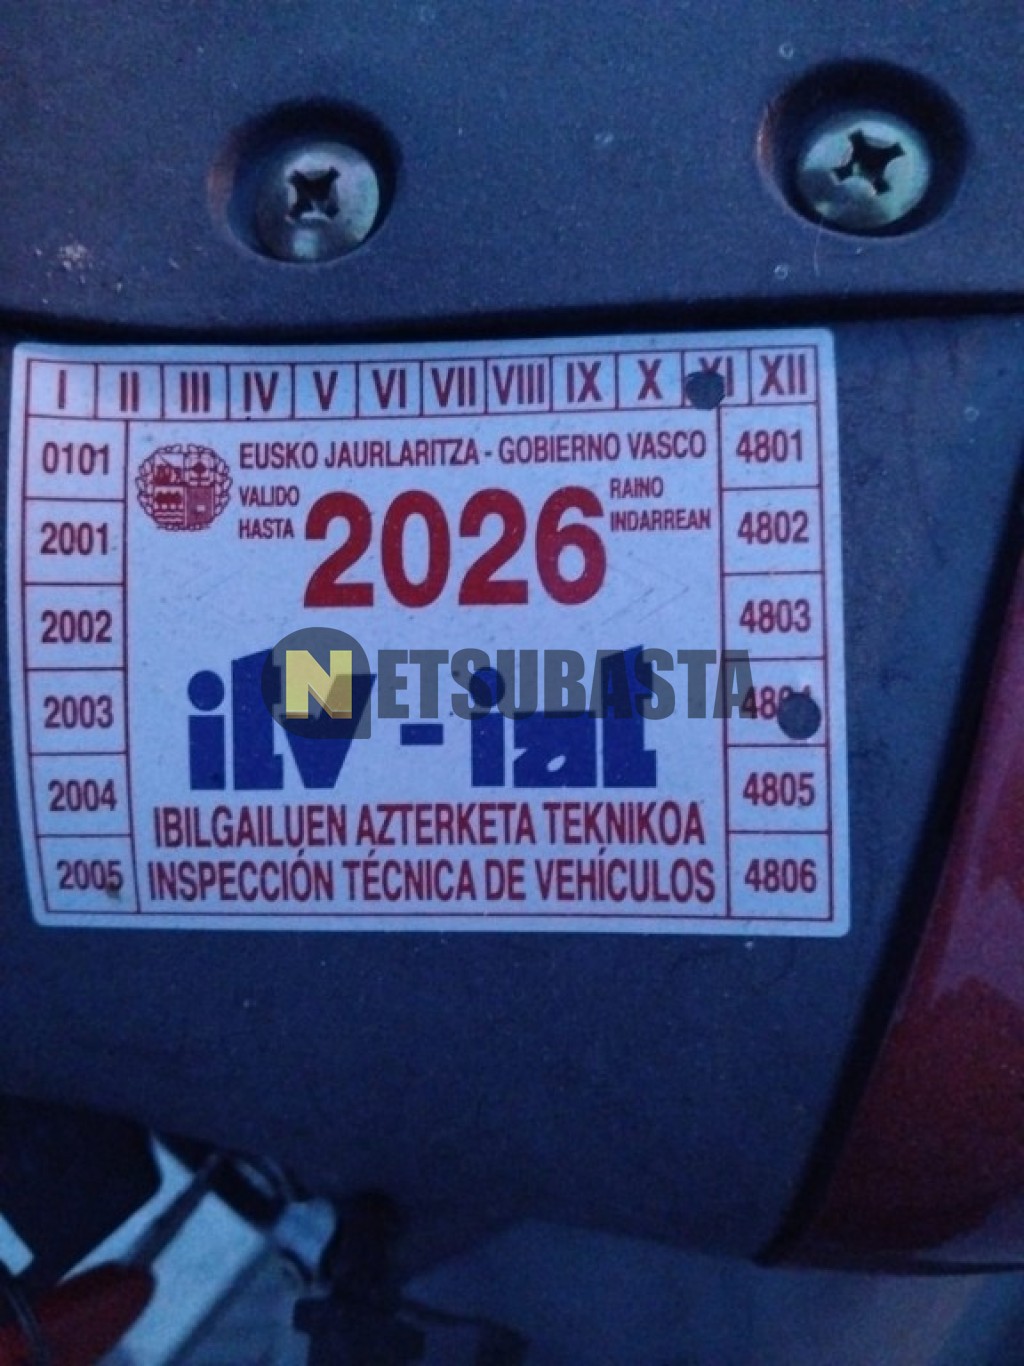 I II III IV V VI VII VIII IX X XI XII
0101
EUSKO JAURLARITZA - GOBIERNO VASCO
4801
VALIDO
HASTA
2026
RAINO
INDARREAN
2001
4802
2002
4803
NETSUBASTA
itv - iat
2003
4804
2004
4805
IBILGAILUEN AZTERKETA TEKNIKOA
2005
INSPECCIÓN TÉCNICA DE VEHÍCULOS
4806